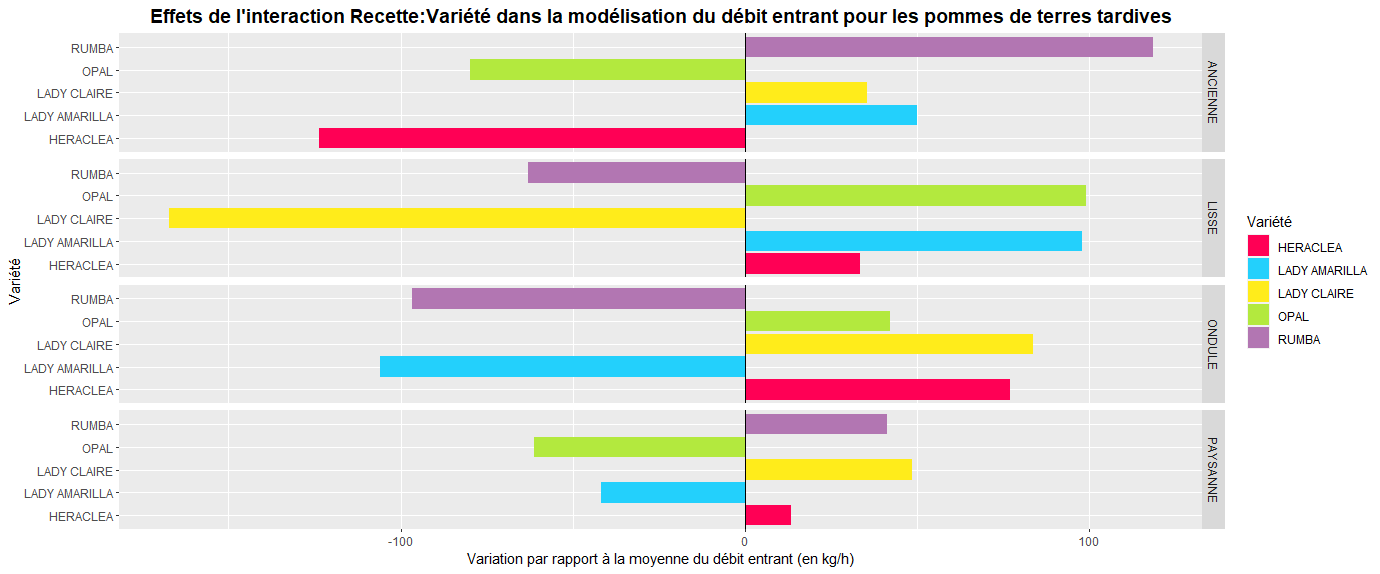 Effets de l'interaction Recette:Variété dans la modélisation du débit entrant pour les pommes de terres tardives
Variété
RUMBA
OPAL
LADY CLAIRE
LADY AMARILLA
HERACLEA
ANCIENNE
RUMBA
OPAL
LADY CLAIRE
LADY AMARILLA
HERACLEA
LISSE
RUMBA
OPAL
LADY CLAIRE
LADY AMARILLA
HERACLEA
ONDULE
RUMBA
OPAL
LADY CLAIRE
LADY AMARILLA
HERACLEA
PAYSANNE
-100
0
100
Variation par rapport à la moyenne du débit entrant (en kg/h)
Variété
HERACLEA
LADY AMARILLA
LADY CLAIRE
OPAL
RUMBA